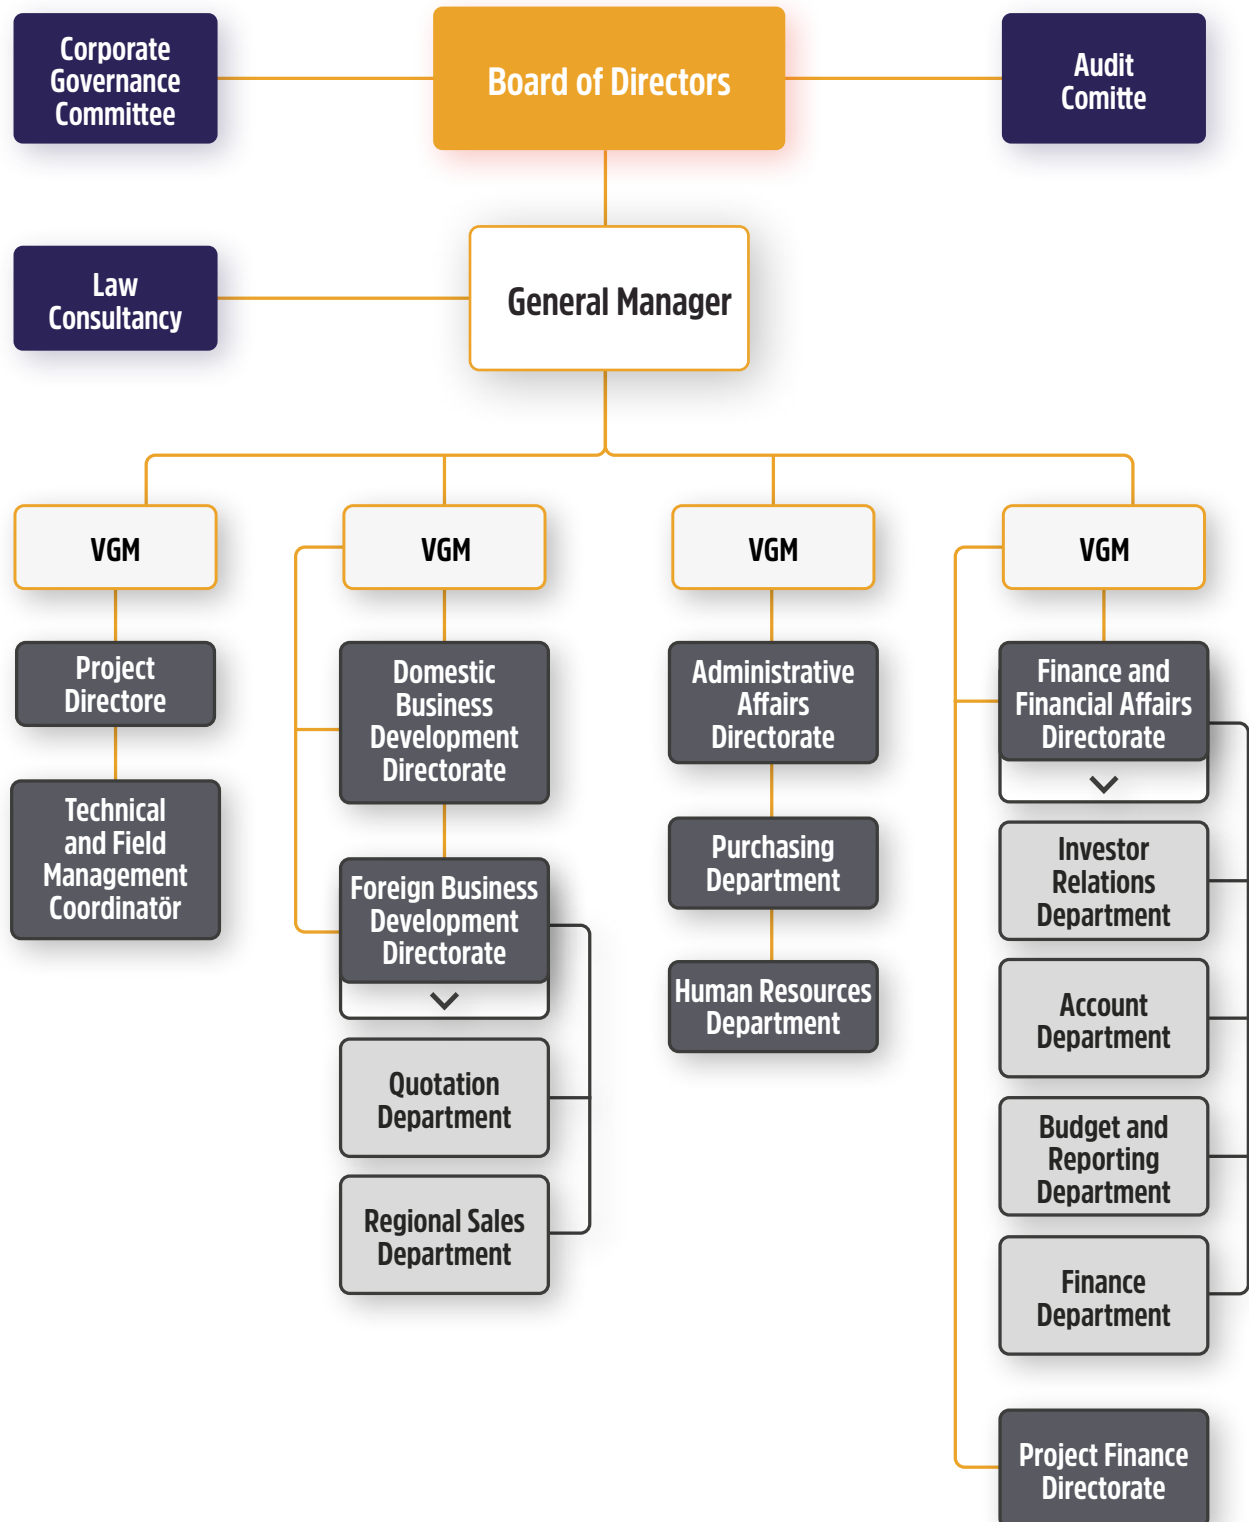 Corporate
Governance
Committee
Board of Directors
Audit
Comitte
Law
Consultancy
General Manager
VGM
VGM
VGM
VGM
Project
Directore
Technical
and Field
Management
Coordinatör
Domestic
Business
Development
Directorate
Foreign Business
Development
Directorate
Quotation
Department
Regional Sales
Department
Administrative
Affairs
Directorate
Purchasing
Department
Human Resources
Department
Finance and
Financial Affairs
Directorate
Investor
Relations
Department
Account
Department
Budget and
Reporting
Department
Finance
Department
Project Finance
Directorate